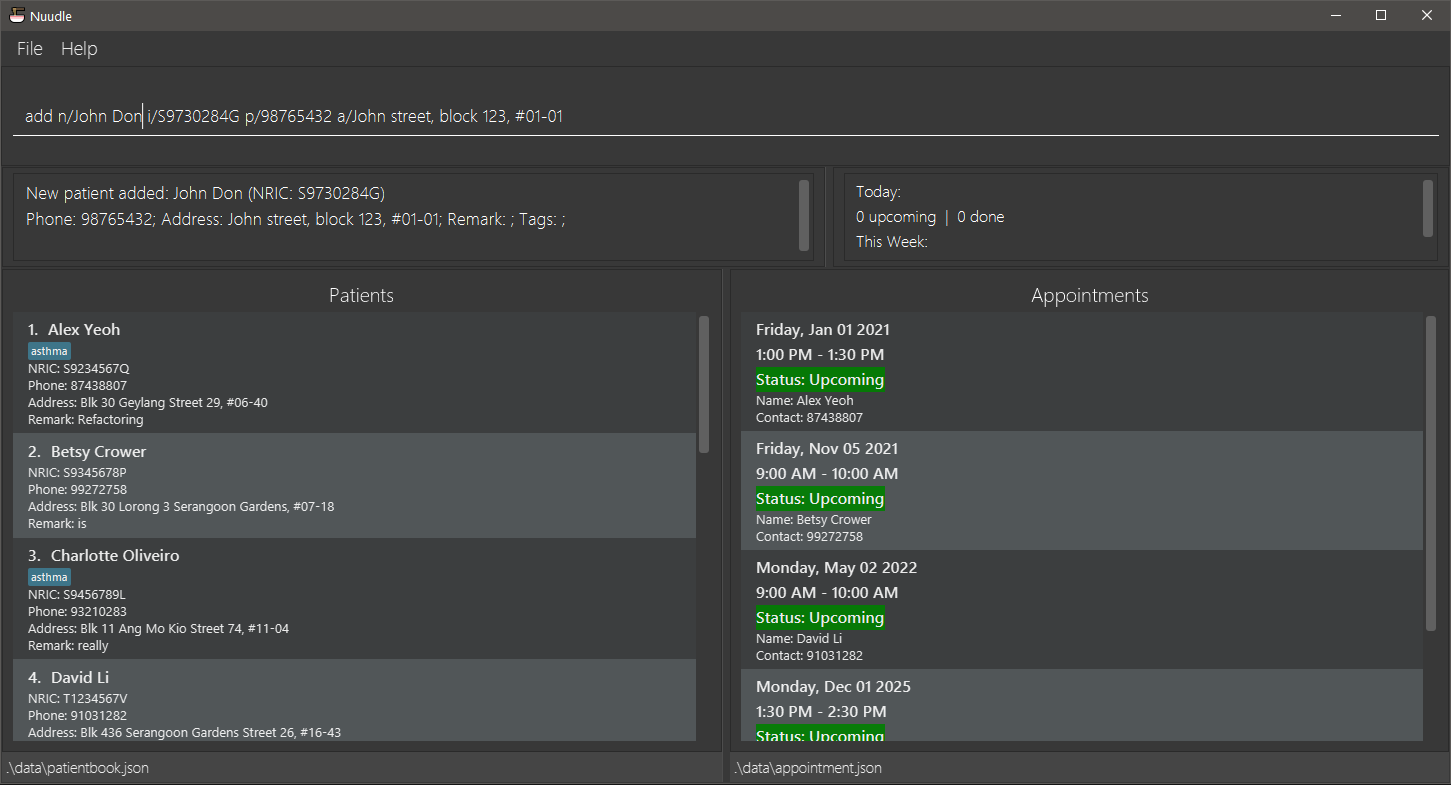 Nuudle
File Help
add n/John Don i/S9730284G p/98765432 a/John street, block 123, #01-01
New patient added: John Don (NRIC: S9730284G)
Phone: 98765432; Address: John street, block 123, #01-01; Remark: ; Tags: ;
Today:
0 upcoming | 0 done
This Week:
Patients
1. Alex Yeoh
asthma
NRIC: S9234567Q
Phone: 87438807
Address: Blk 30 Geylang Street 29, #06-40
Remark: Refactoring
2. Betsy Crower
NRIC: S9345678P
Phone: 99272758
Address: Blk 30 Lorong 3 Serangoon Gardens, #07-18
Remark: is
3. Charlotte Oliveiro
asthma
NRIC: S9456789L
Phone: 93210283
Address: Blk 11 Ang Mo Kio Street 74, #11-04
Remark: really
4. David Li
NRIC: T1234567V
Phone: 91031282
Address: Blk 436 Serangoon Gardens Street 26, #16-43
Appointments
Friday, Jan 01 2021
1:00 PM - 1:30 PM
Status: Upcoming
Name: Alex Yeoh
Contact: 87438807
Friday, Nov 05 2021
9:00 AM - 10:00 AM
Status: Upcoming
Name: Betsy Crower
Contact: 99272758
Monday, May 02 2022
9:00 AM - 10:00 AM
Status: Upcoming
Name: David Li
Contact: 91031282
Monday, Dec 01 2025
1:30 PM - 2:30 PM
Status: Upcoming
.\data\patientbook.json
.\data\appointment.json